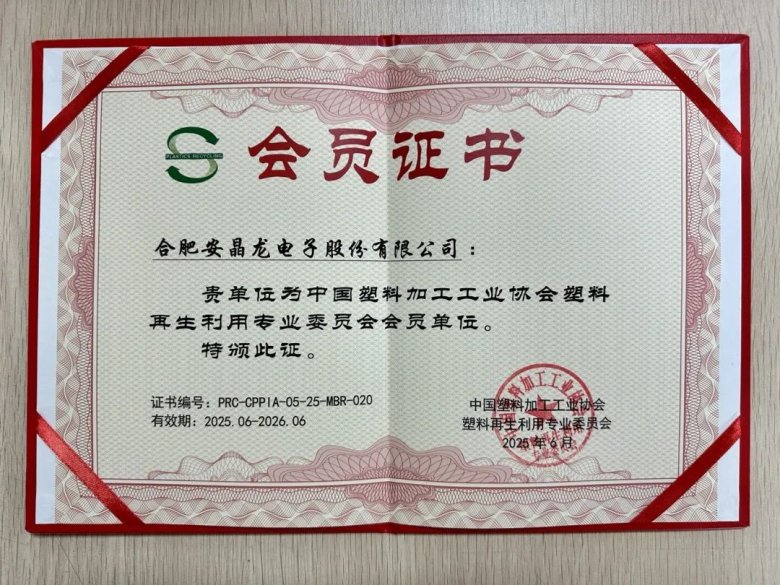 PLASTICS RECYCLING
会员证书
合肥安晶龙电子股份有限公司：
贵单位为中国塑料加工工业协会塑料
再生利用专业委员会会员单位。
特颁此证。
证书编号：PRC-CPPIA-05-25-MBR-020
有效期：2025.06-2026.06
中国塑料加工工业协会
塑料再生利用专业委员会
2025年6月